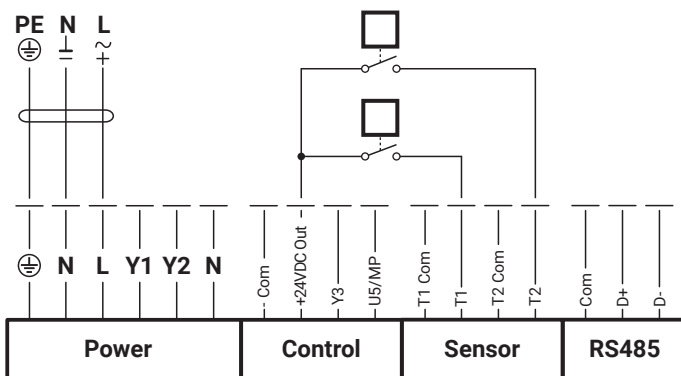 PE N L
N L Y1 Y2 N
- Com
+24VDC Out -
Y3
U5/MP
T1 Com
T1
T2 Com
T2
Com
D+
D-
Power Control Sensor RS485